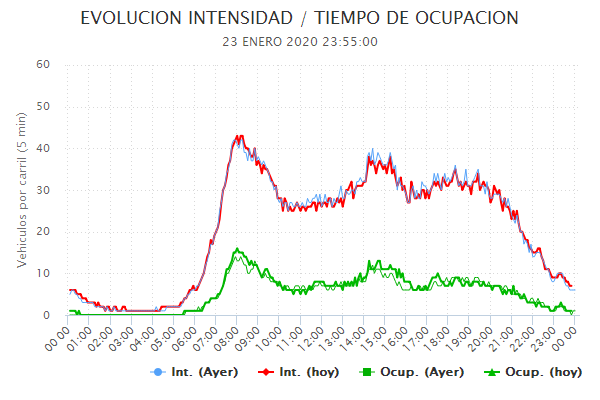 EVOLUCION INTENSIDAD / TIEMPO DE OCUPACION
23 ENERO 2020 23:55:00
Vehículos por carril (5 min)
60
50
40
30
20
10
0
00:00 01:00 02:00 03:00 04:00 05:00 06:00 07:00 08:00 09:00 10:00 11:00 12:00 13:00 14:00 15:00 16:00 17:00 18:00 19:00 20:00 21:00 22:00 23:00 00:00
Int. (Ayer) Int. (hoy) Ocup. (Ayer) Ocup. (hoy)